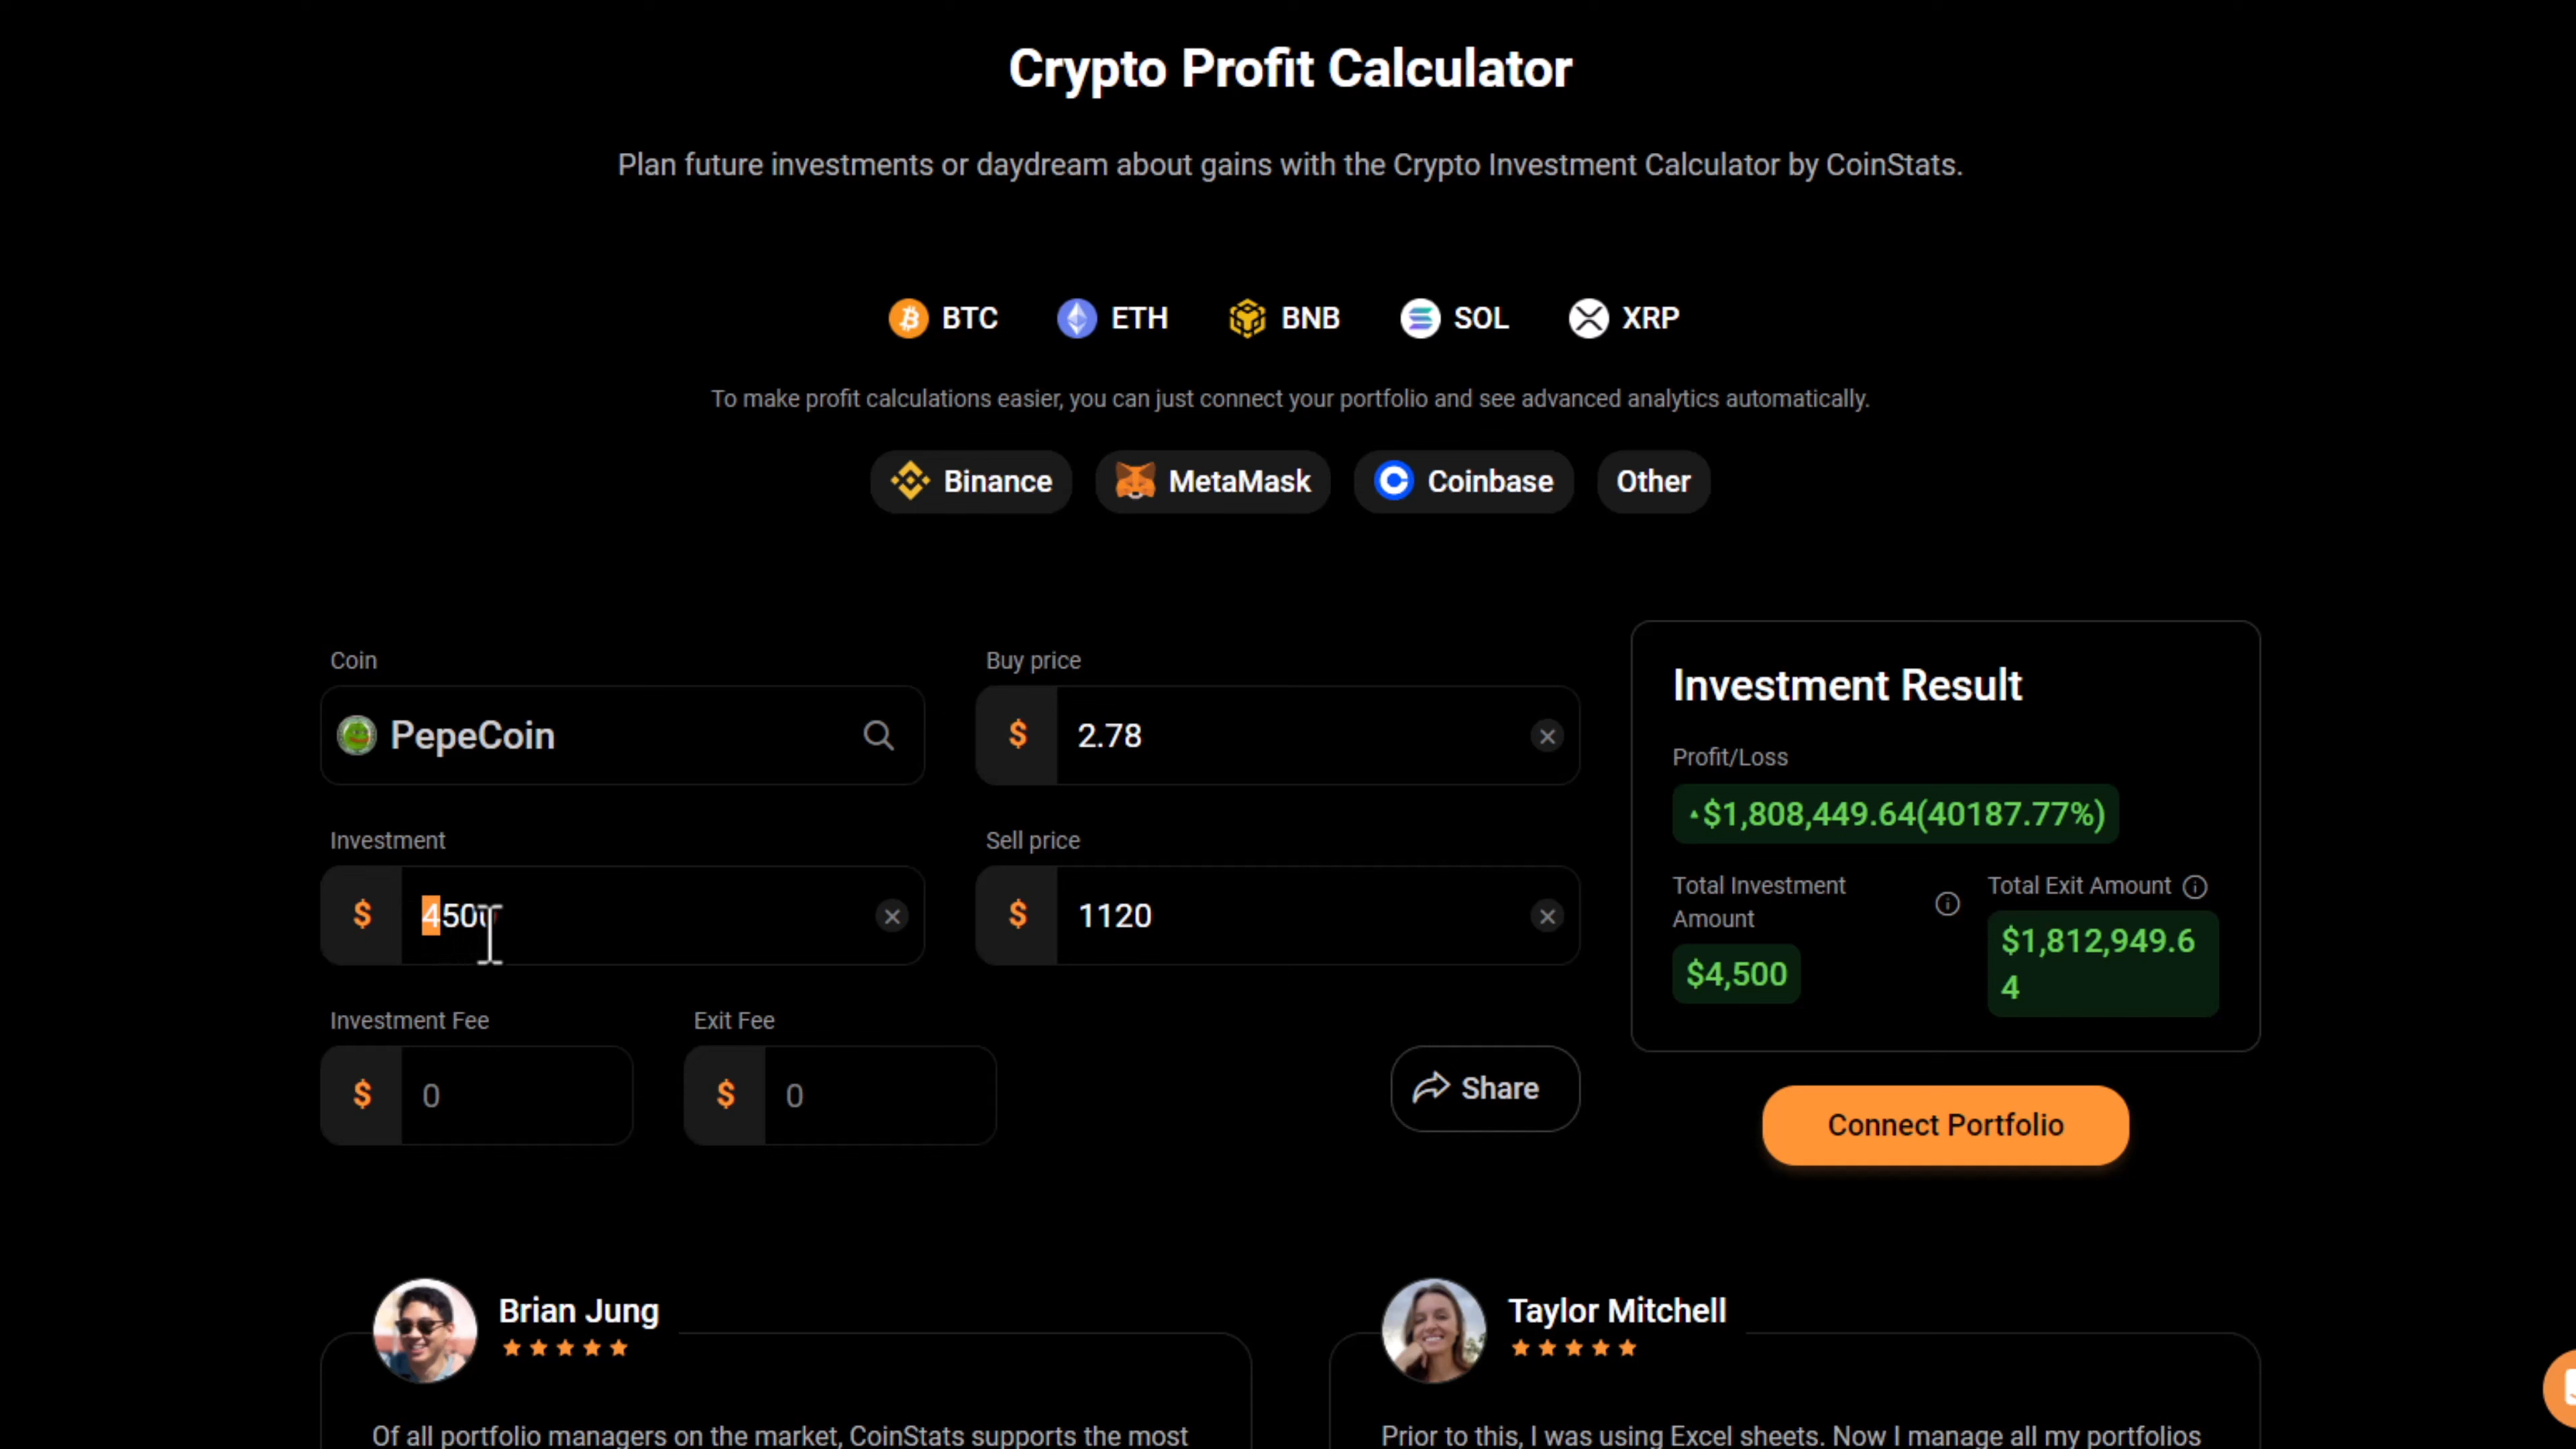 Crypto Profit Calculator
Plan future investments or daydream about gains with the Crypto Investment Calculator by CoinStats.
BTC ETH BNB SOL XRP
To make profit calculations easier, you can just connect your portfolio and see advanced analytics automatically.
Binance MetaMask Coinbase Other
Coin
PepeCoin
Buy price
$ 2.78
Investment
$ 4500
Sell price
$ 1120
Investment Fee
$ 0
Exit Fee
$ 0
Share
Investment Result
Profit/Loss
$1,808,449.64(40187.77%)
Total Investment
Amount
$4,500
Total Exit Amount
$1,812,949.6
4
Connect Portfolio
Brian Jung
Of all portfolio managers on the market, CoinStats supports the most
Taylor Mitchell
Prior to this, I was using Excel sheets. Now I manage all my portfolios